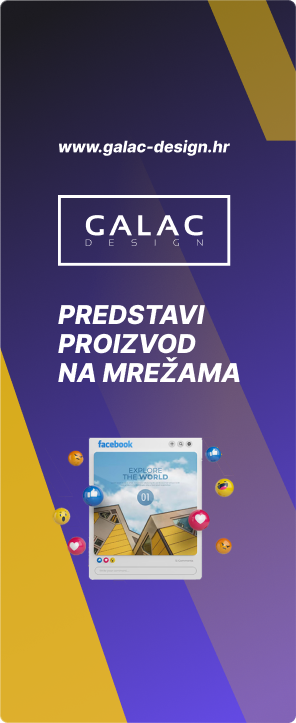 www.galac-design.hr
GALAC
DESIGN
PREDSTAVI
PROIZVOD
NA MREŽAMA
facebook
EXPLORE
THE WORLD
01